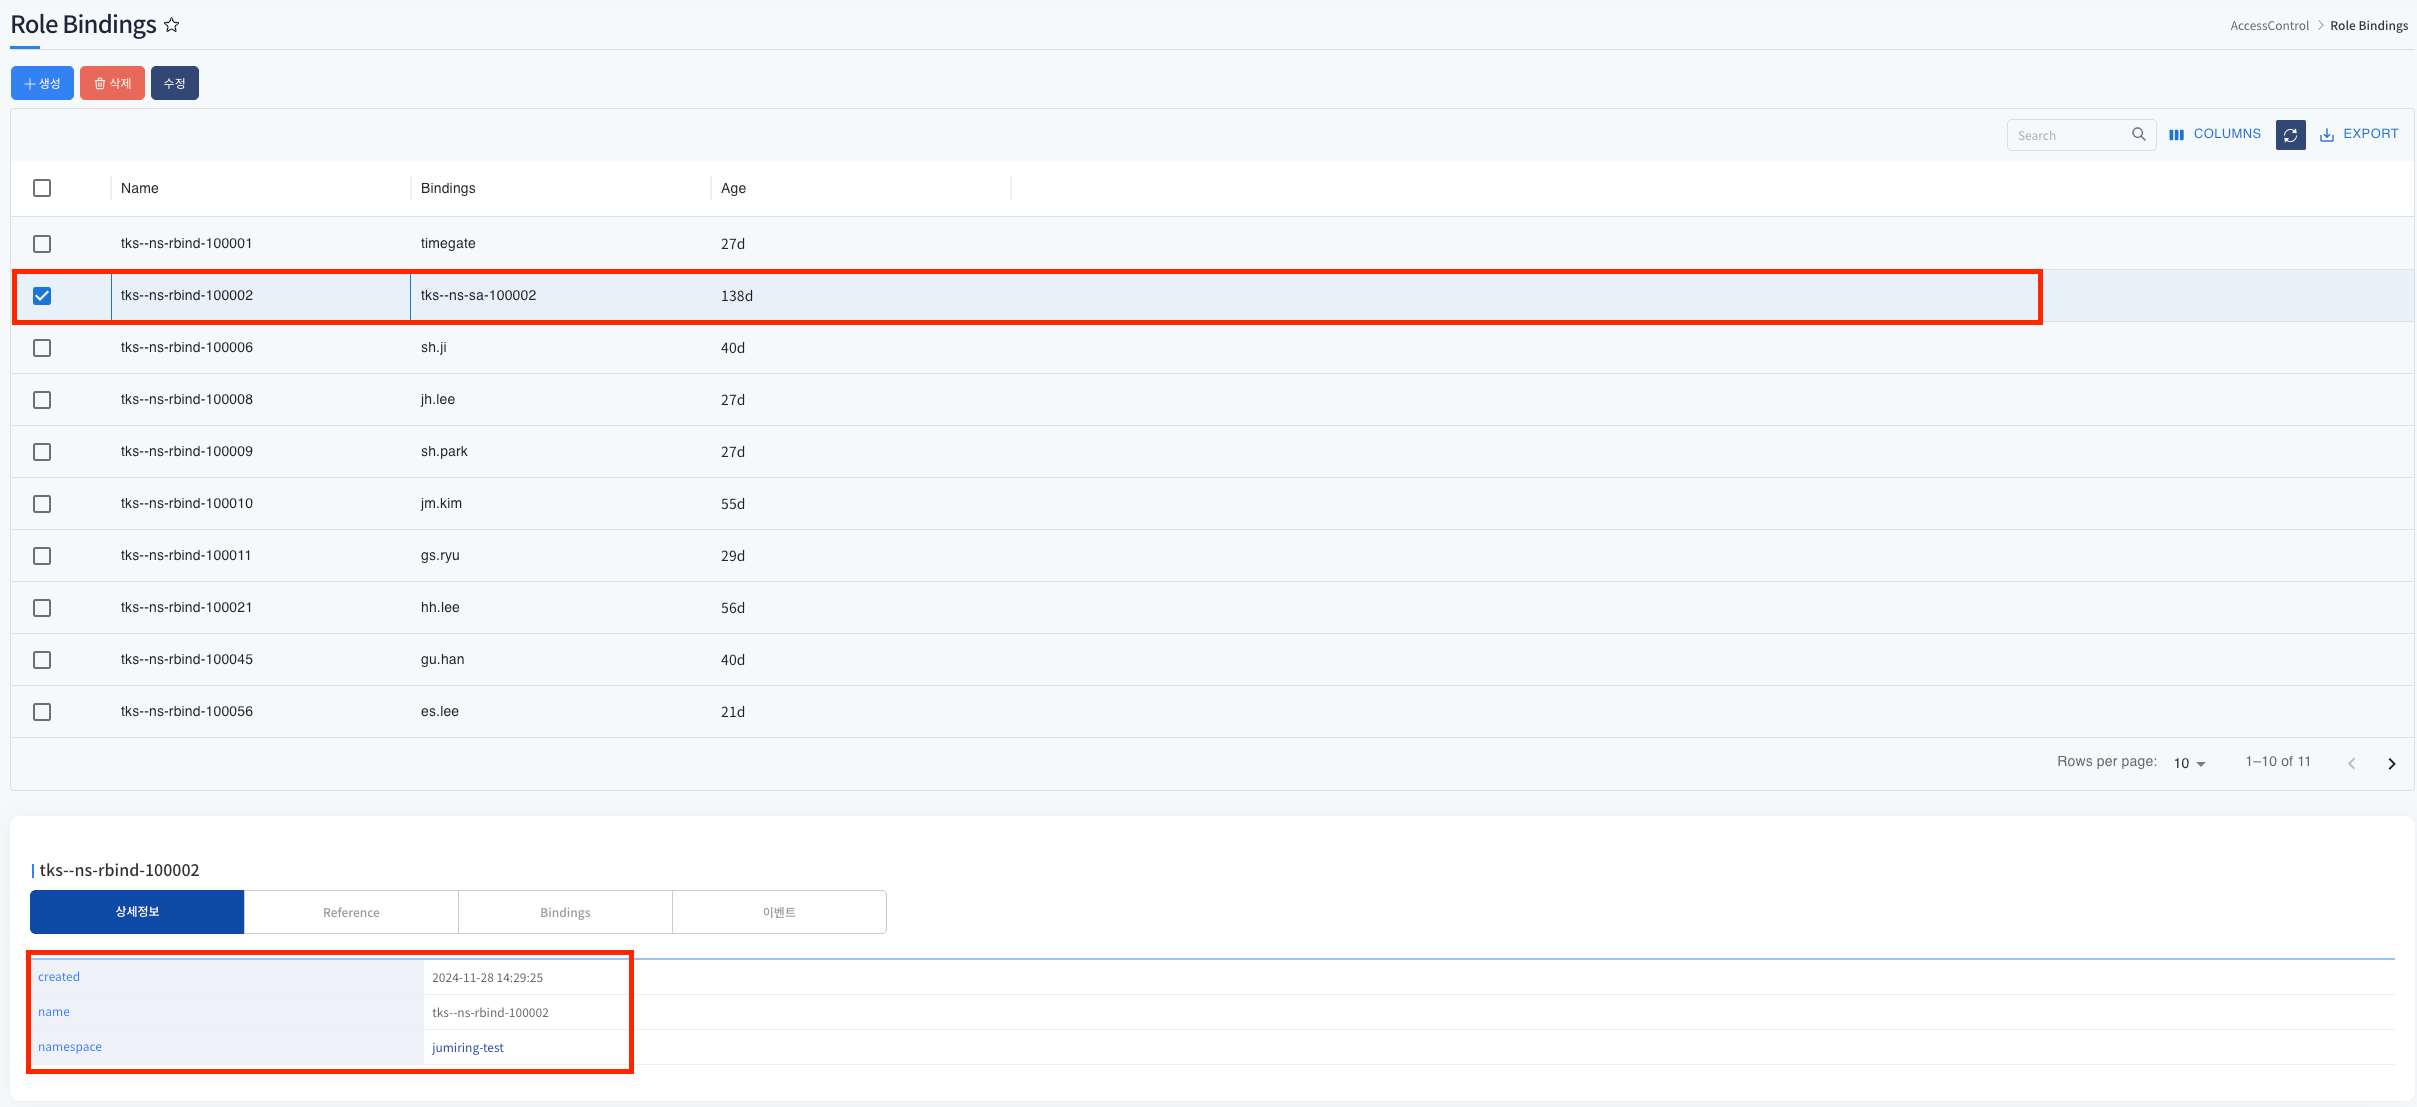 Role Bindings
AccessControl > Role Bindings
+ 생성 삭제 수정
Search COLUMNS EXPORT
Name Bindings Age
tks--ns-rbind-100001 timegate 27d
tks--ns-rbind-100002 tks--ns-sa-100002 138d
tks--ns-rbind-100006 sh.ji 40d
tks--ns-rbind-100008 jh.lee 27d
tks--ns-rbind-100009 sh.park 27d
tks--ns-rbind-100010 jm.kim 55d
tks--ns-rbind-100011 gs.ryu 29d
tks--ns-rbind-100021 hh.lee 56d
tks--ns-rbind-100045 gu.han 40d
tks--ns-rbind-100056 es.lee 21d
Rows per page: 10 1–10 of 11
tks--ns-rbind-100002
상세정보 Reference Bindings 이벤트
created 2024-11-28 14:29:25
name tks--ns-rbind-100002
namespace jumiring-test